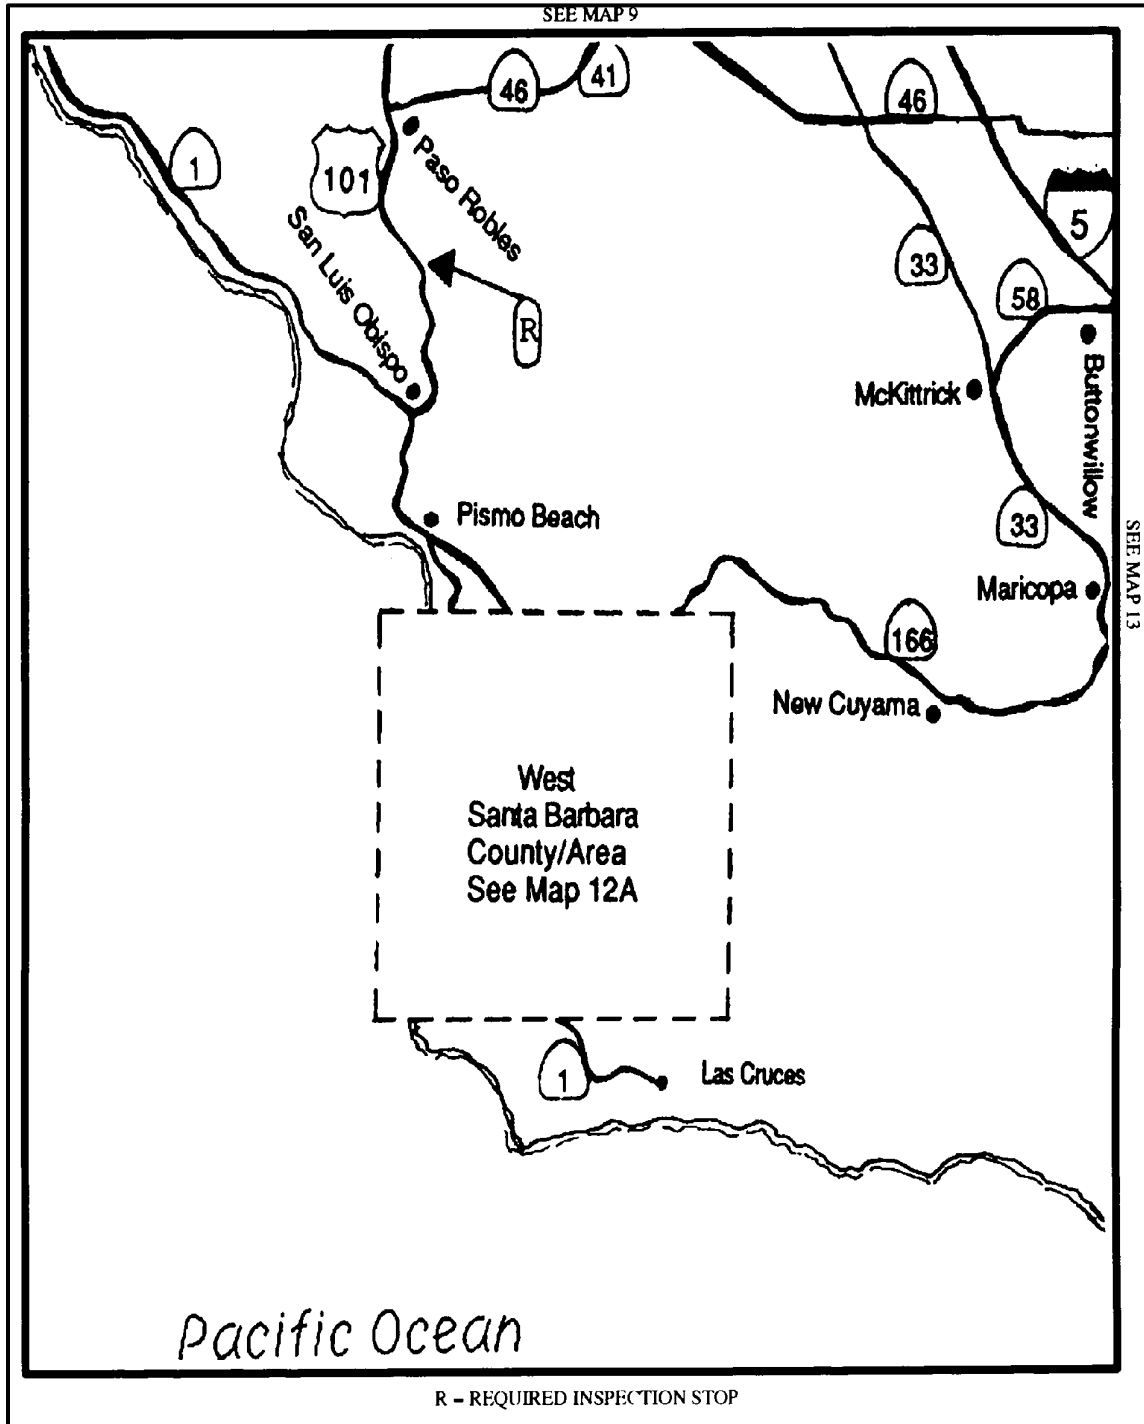 SEE MAP 9
46
41
46
1
101
Paso Robles
5
San Luis Obispo
33
58
R
McKittrick
Buttonwillow
Pismo Beach
33
SEE MAP 13
Maricopa
166
New Cuyama
West
Santa Barbara
County/Area
See Map 12A
1
Las Cruces
Pacific Ocean
R – REQUIRED INSPECTION STOP